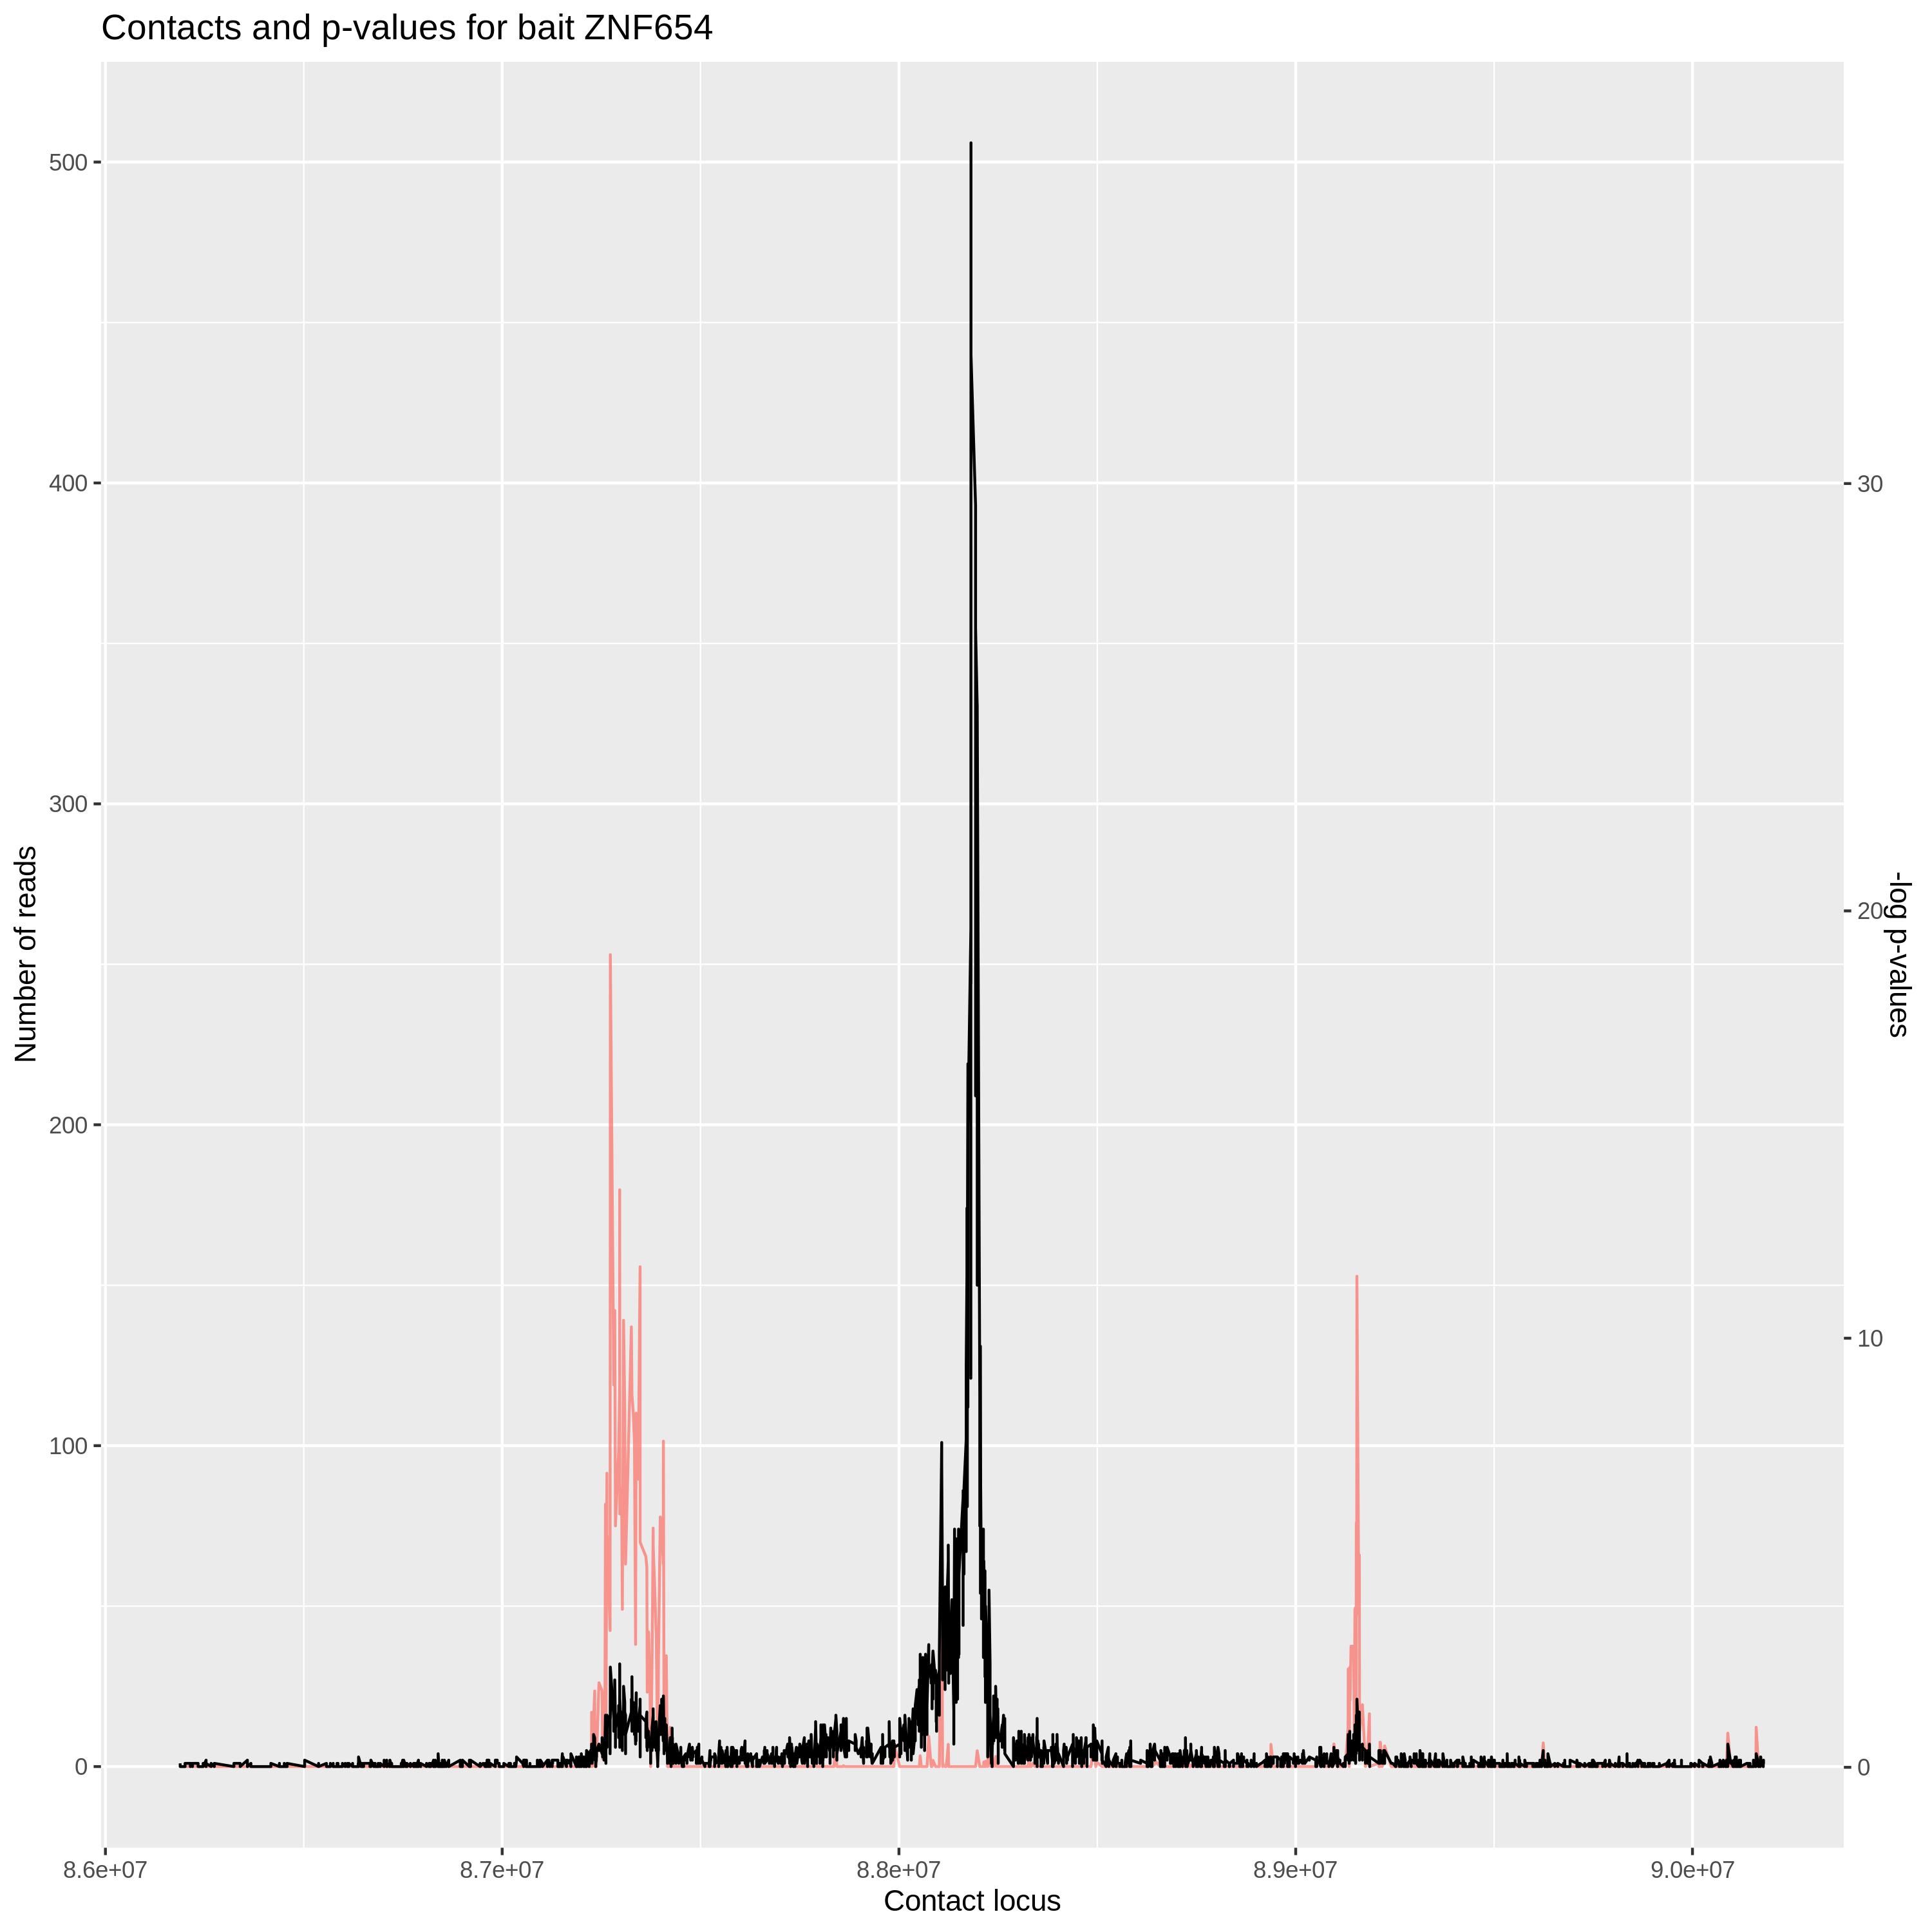 Contacts and p-values for bait ZNF654
Number of reads
500
400
300
200
100
0
30
20
10
0
-log p-values
8.6e+07
8.7e+07
8.8e+07
8.9e+07
9.0e+07
Contact locus